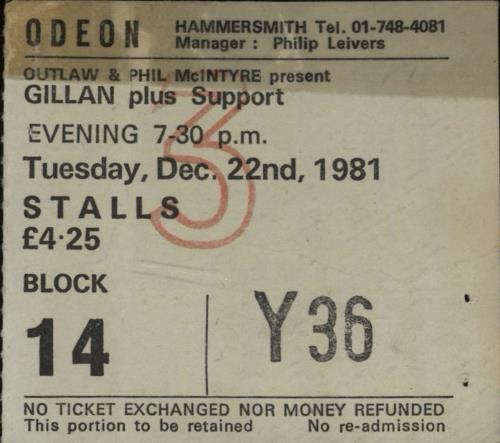 ODEON HAMMERSMITH Tel. 01-748-4081
Manager : Philip Leivers
OUTLAW & PHIL McINTYRE present
GILLAN plus Support
EVENING 7-30 p.m.
3
Tuesday, Dec. 22nd, 1981
STALLS
£4·25
BLOCK
14 Y 36
NO TICKET EXCHANGED NOR MONEY REFUNDED
This portion to be retained No re-admission